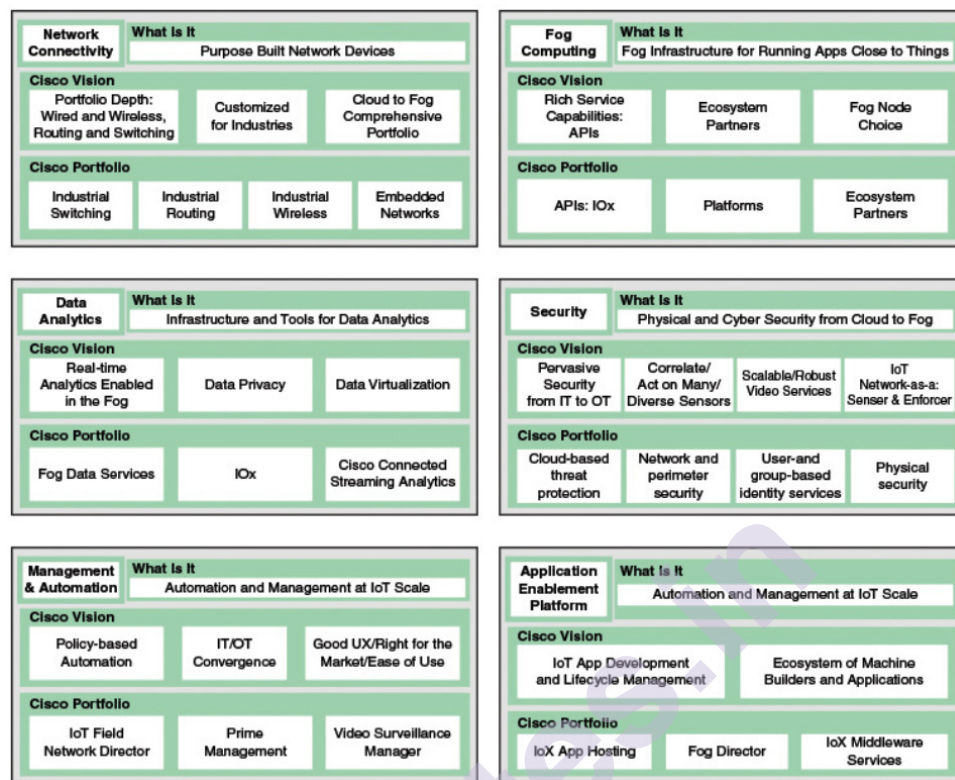 Network
Connectivity
What Is It
Purpose Built Network Devices
Cisco Vision
Portfolio Depth:
Wired and Wireless,
Routing and Switching
Customized
for Industries
Cloud to Fog
Comprehensive
Portfolio
Cisco Portfolio
Industrial
Switching
Industrial
Routing
Industrial
Wireless
Embedded
Networks
Fog
Computing
What Is It
Fog Infrastructure for Running Apps Close to Things
Cisco Vision
Rich Service
Capabilities:
APIs
Ecosystem
Partners
Fog Node
Choice
Cisco Portfolio
APIs: IOx
Platforms
Ecosystem
Partners
Data
Analytics
What Is It
Infrastructure and Tools for Data Analytics
Cisco Vision
Real-time
Analytics Enabled
in the Fog
Data Privacy
Data Virtualization
Cisco Portfolio
Fog Data Services
IOx
Cisco Connected
Streaming Analytics
Security
What Is It
Physical and Cyber Security from Cloud to Fog
Cisco Vision
Pervasive
Security
from IT to OT
Correlate/
Act on Many/
Diverse Sensors
Scalable/Robust
Video Services
IoT
Network-as-a:
Senser & Enforcer
Cisco Portfolio
Cloud-based
threat
protection
Network and
perimeter
security
User-and
group-based
identity services
Physical
security
Management
& Automation
What Is It
Automation and Management at IoT Scale
Cisco Vision
Policy-based
Automation
IT/OT
Convergence
Good UX/Right for the
Market/Ease of Use
Cisco Portfolio
IoT Field
Network Director
Prime
Management
Video Surveillance
Manager
Application
Enablement
Platform
What Is It
Automation and Management at IoT Scale
Cisco Vision
IoT App Development
and Lifecycle Management
Ecosystem of Machine
Builders and Applications
Cisco Portfolio
IoX App Hosting
Fog Director
IoX Middleware
Services